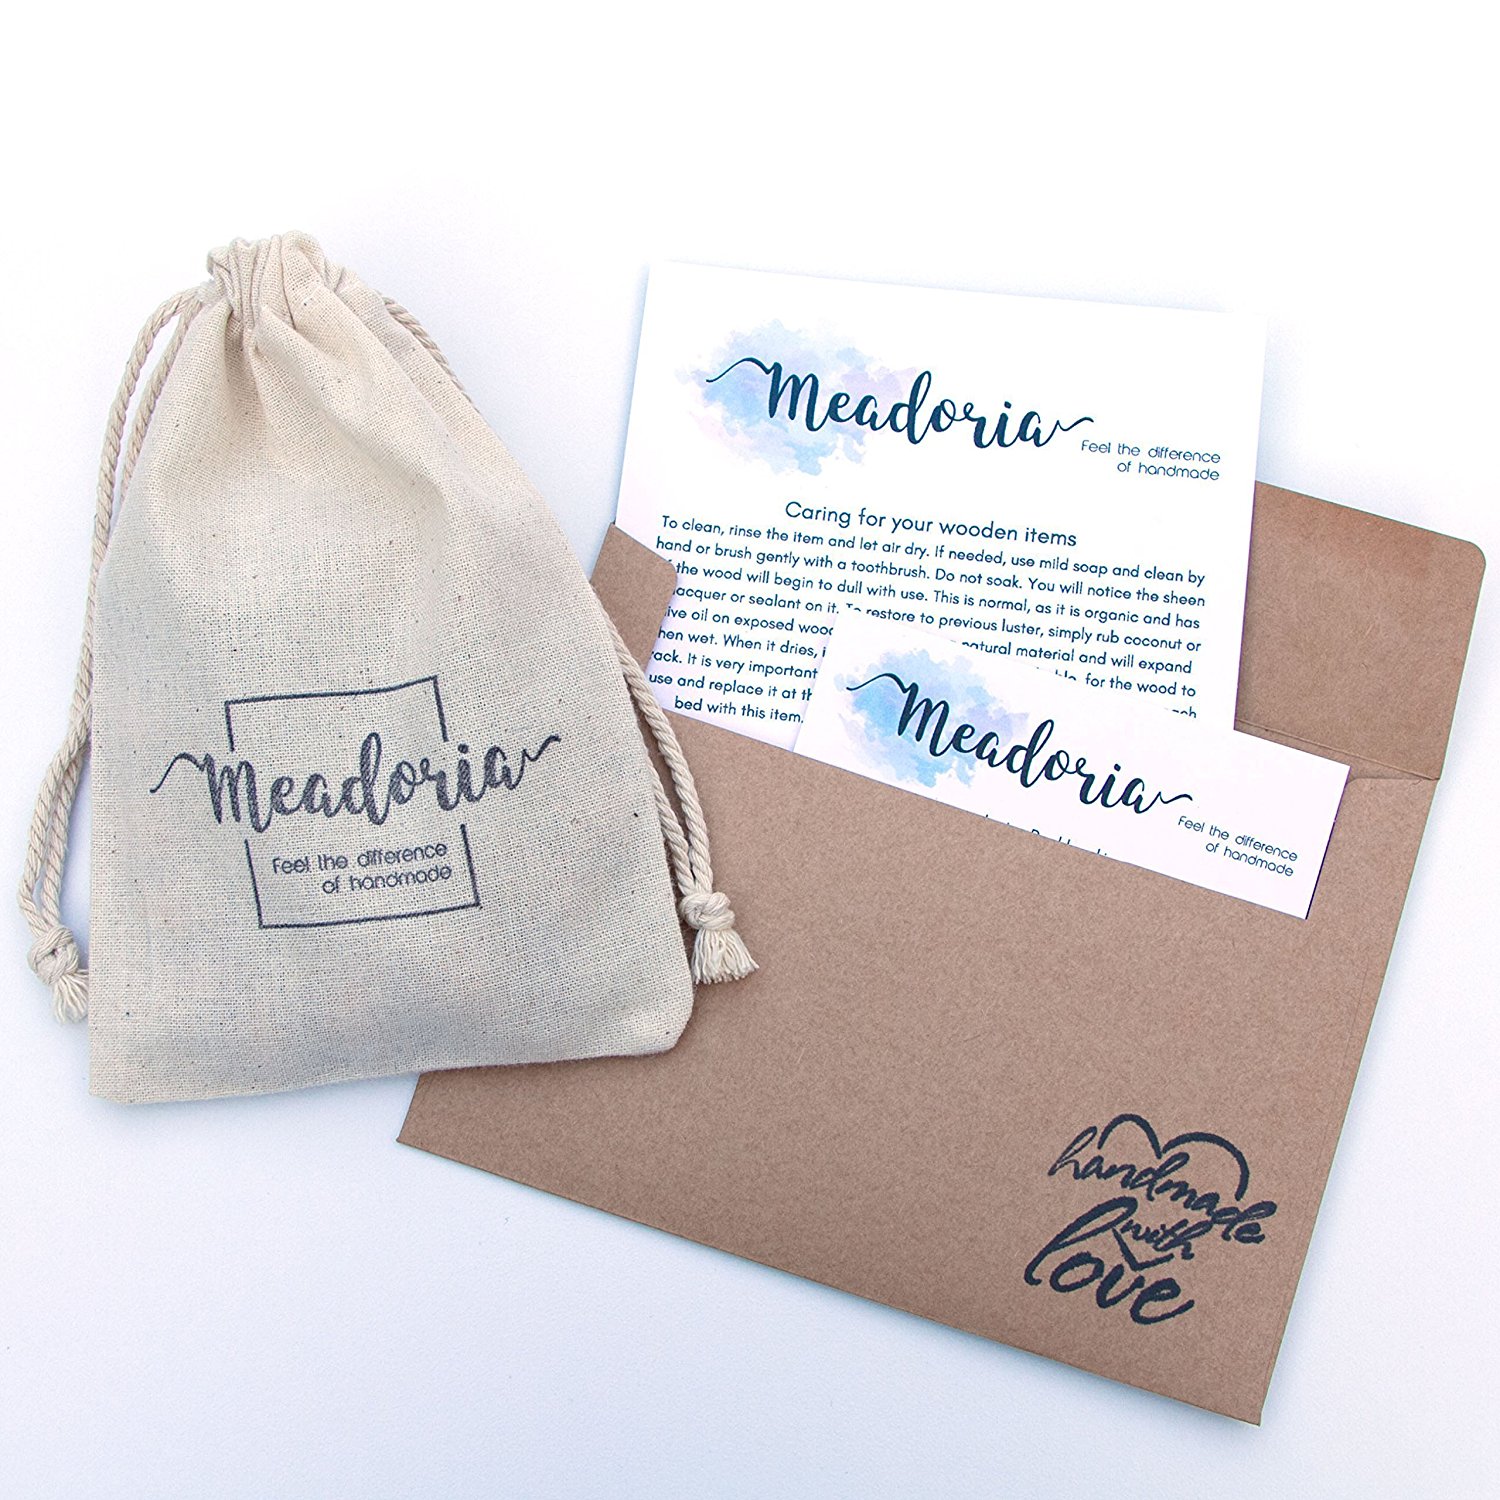 Meadoria
Feel the difference
of handmade
Meadoria
Feel the difference
of handmade
Caring for your wooden items
To clean, rinse the item and let air dry. If needed, use mild soap and clean by
hand or brush gently with a toothbrush. Do not soak. You will notice the sheen
the wood will begin to dull with use. This is normal, as it is organic and has
lacquer or sealant on it. To restore to previous luster, simply rub coconut or
oil on exposed wood
wet. When it dries, natural material and will expand
It is very important for the wood to
use and replace it at
bed with this item.
Meadoria
Feel the difference
of handmade
handmade
with
love